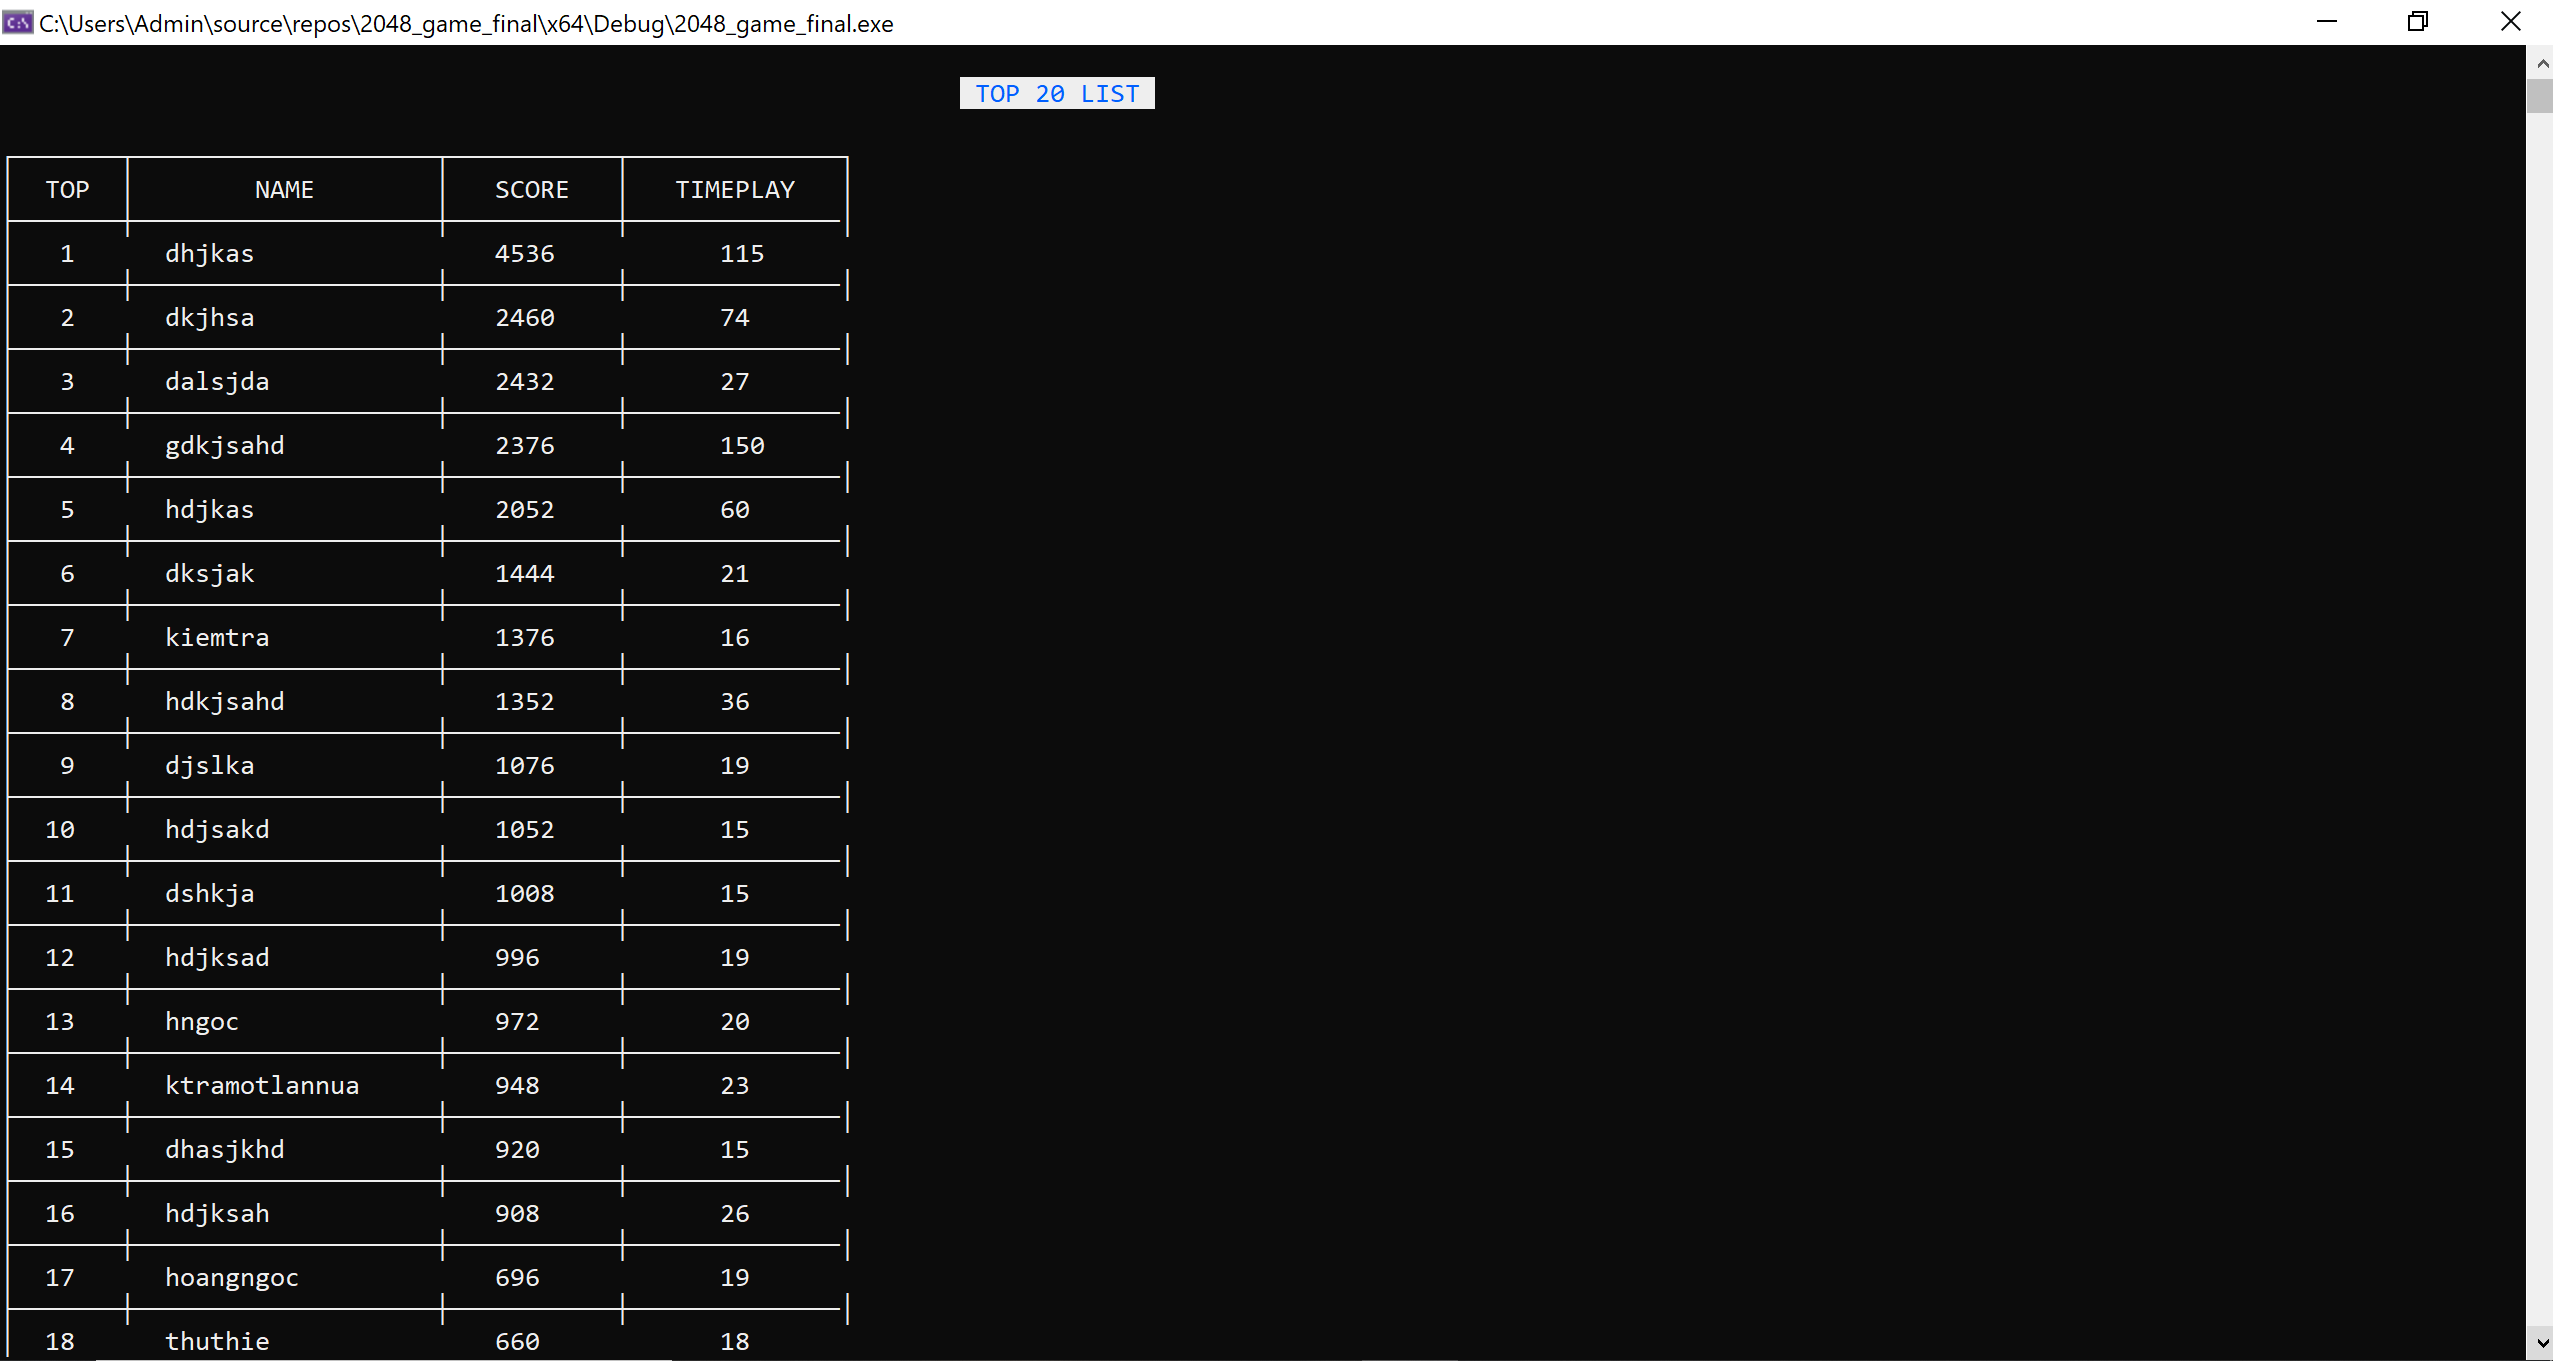 C:\Users\Admin\source\repos\2048_game_final\x64\Debug\2048_game_final.exe
TOP 20 LIST
TOP NAME SCORE TIMEPLAY
1 dhjkas 4536 115
2 dkjhsa 2460 74
3 dalsjda 2432 27
4 gdkjsahd 2376 150
5 hdjkas 2052 60
6 dksjak 1444 21
7 kiemtra 1376 16
8 hdkjsahd 1352 36
9 djslka 1076 19
10 hdjsakd 1052 15
11 dshkja 1008 15
12 hdjksad 996 19
13 hngoc 972 20
14 ktramotlannua 948 23
15 dhasjkhd 920 15
16 hdjksah 908 26
17 hoangngoc 696 19
18 thuthie 660 18